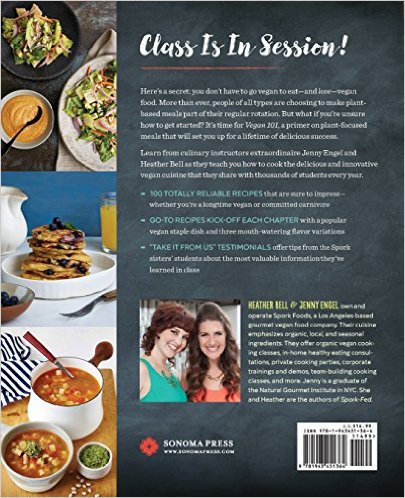 Class Is In Session!
Here's a secret: you don't have to go vegan to eat—and love—vegan
food. More than ever, people of all types are choosing to make plant-
based meals part of their regular rotation. But what if you're unsure
how to get started? It's time for Vegan 101, a primer on plant-focused
meals that will set you up for a lifetime of delicious success.
Learn from culinary instructors extraordinaire Jenny Engel and
Heather Bell as they teach you how to cook the delicious and innovative
vegan cuisine that they share with thousands of students every year.
100 TOTALLY RELIABLE RECIPES that are sure to impress—
whether you're a longtime vegan or committed carnivore
GO-TO RECIPES KICK-OFF EACH CHAPTER with a popular
vegan staple dish and three mouth-watering flavor variations
"TAKE IT FROM US" TESTIMONIALS offer tips from the Spork
sisters' students about the most valuable information they've
learned in class
HEATHER BELL & JENNY ENGEL own and
operate Spork Foods, a Los Angeles-based
gourmet vegan food company. Their cuisine
emphasizes organic, local, and seasonal
ingredients. They offer organic vegan cook-
ing classes, in-home healthy eating consul-
tations, private cooking parties, corporate
trainings and demos, team-building cooking
classes, and more. Jenny is a graduate of
the Natural Gourmet Institute in NYC. She
and Heather are the authors of Spork-Fed.
SONOMA PRESS
WWW.SONOMAPRESS.COM
U.S. $14.99
ISBN: 978-1-943451-36-4
51499
9 781943 451364